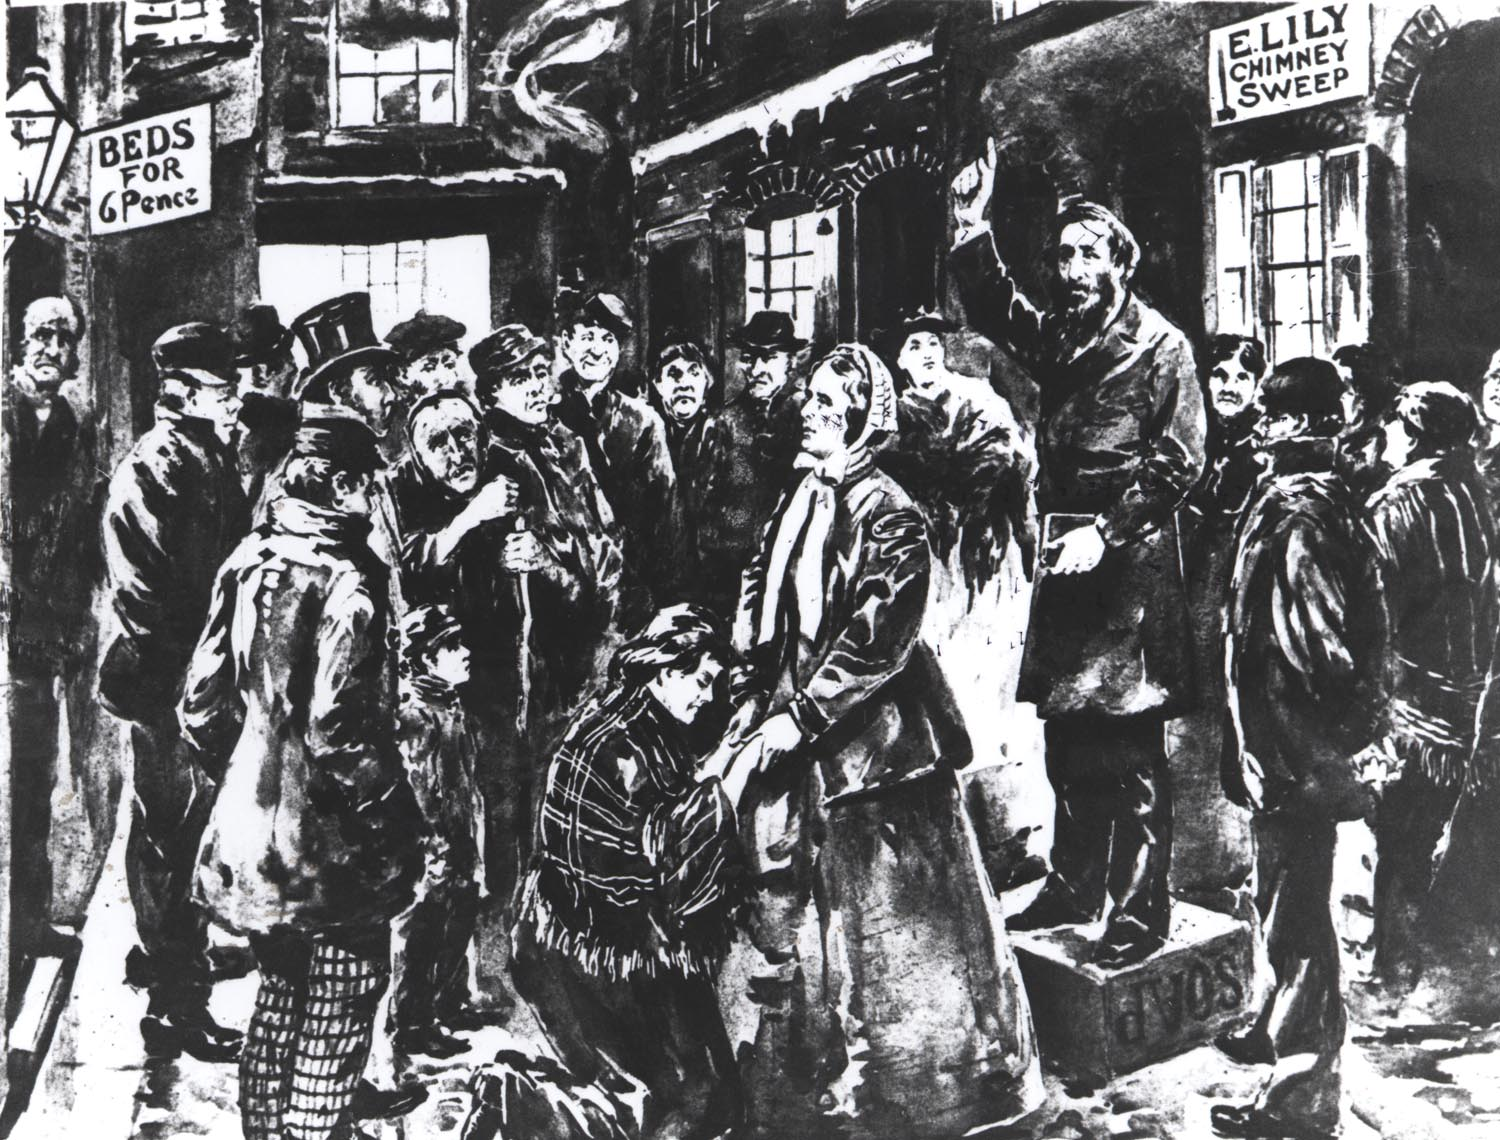 BEDS
FOR
6 Pence
E. LILY
CHIMNEY
SWEEP
SOAP